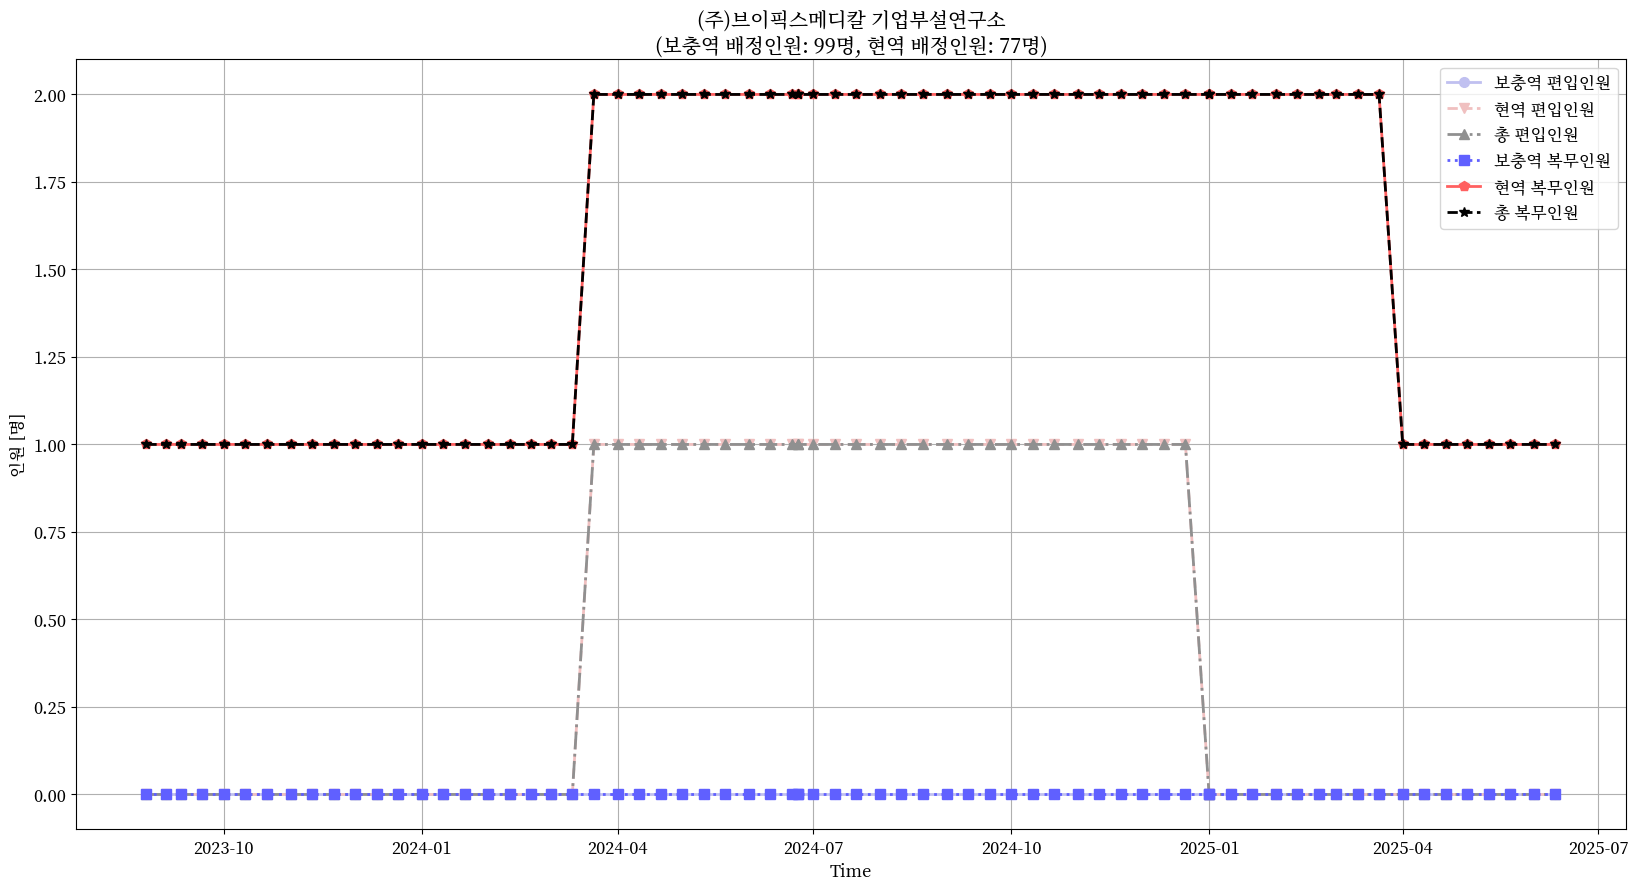 (주)브이픽스메디칼 기업부설연구소
(보충역 배정인원: 99명, 현역 배정인원: 77명)
보충역 편입인원
현역 편입인원
총 편입인원
보충역 복무인원
현역 복무인원
총 복무인원
2.00
1.75
1.50
1.25
1.00
0.75
0.50
0.25
0.00
인원 [명]
2023-10 2024-01 2024-04 2024-07 2024-10 2025-01 2025-04 2025-07
Time